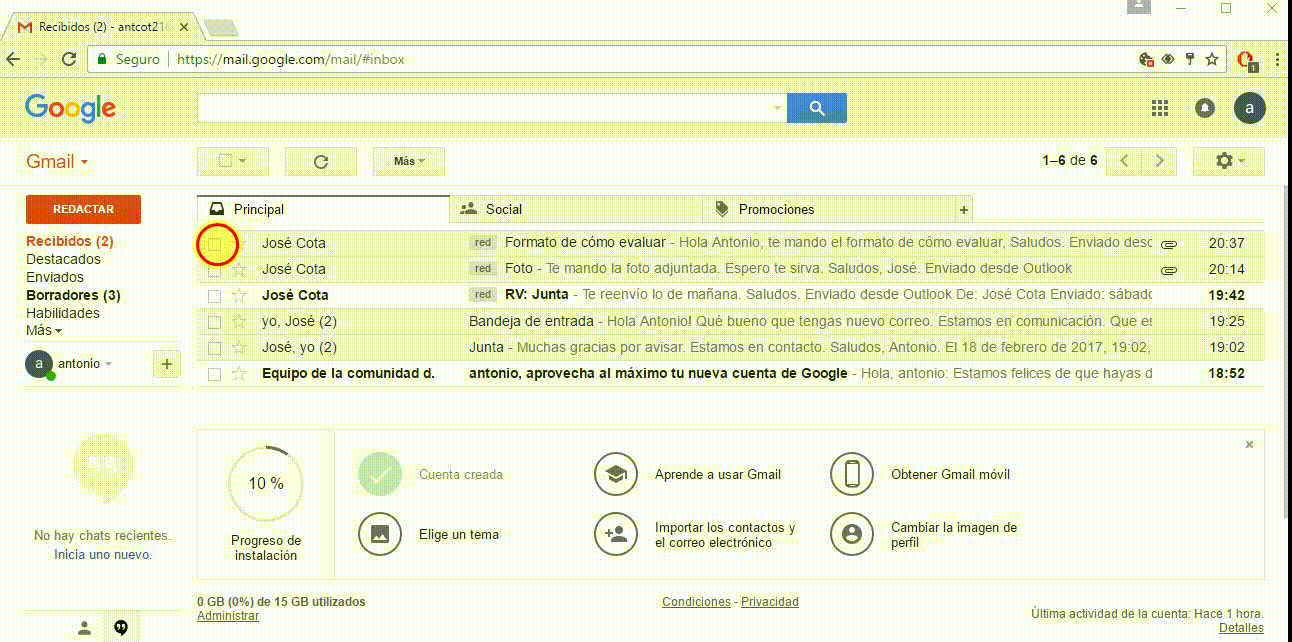 Recibidos (2) - antcot21
Seguro | https://mail.google.com/mail/#inbox
1
Google
a
Gmail
Más
1–6 de 6
REDACTAR
Principal
Social
Promociones
+
Recibidos (2)
Destacados
Enviados
Borradores (3)
Habilidades
Más
a antonio +
José Cota red Formato de cómo evaluar - Hola Antonio, te mando el formato de cómo evaluar, Saludos. Enviado desc 20:37
José Cota red Foto - Te mando la foto adjuntada. Espero te sirva. Saludos, José. Enviado desde Outlook 20:14
José Cota red RV: Junta - Te reenvío lo de mañana. Saludos. Enviado desde Outlook De: José Cota Enviado: sábado 19:42
yo, José (2) Bandeja de entrada - Hola Antonio! Qué bueno que tengas nuevo correo. Estamos en comunicación. Que es 19:25
José, yo (2) Junta - Muchas gracias por avisar. Estamos en contacto. Saludos, Antonio. El 18 de febrero de 2017, 19:02, 19:02
Equipo de la comunidad d. antonio, aprovecha al máximo tu nueva cuenta de Google - Hola, antonio: Estamos felices de que hayas d 18:52
10 %
Progreso de
instalación
Cuenta creada
Aprende a usar Gmail
Obtener Gmail móvil
Elige un tema
Importar los contactos y
el correo electrónico
Cambiar la imagen de
perfil
No hay chats recientes.
Inicia uno nuevo.
0 GB (0%) de 15 GB utilizados
Administrar
Condiciones - Privacidad
Última actividad de la cuenta: Hace 1 hora.
Detalles